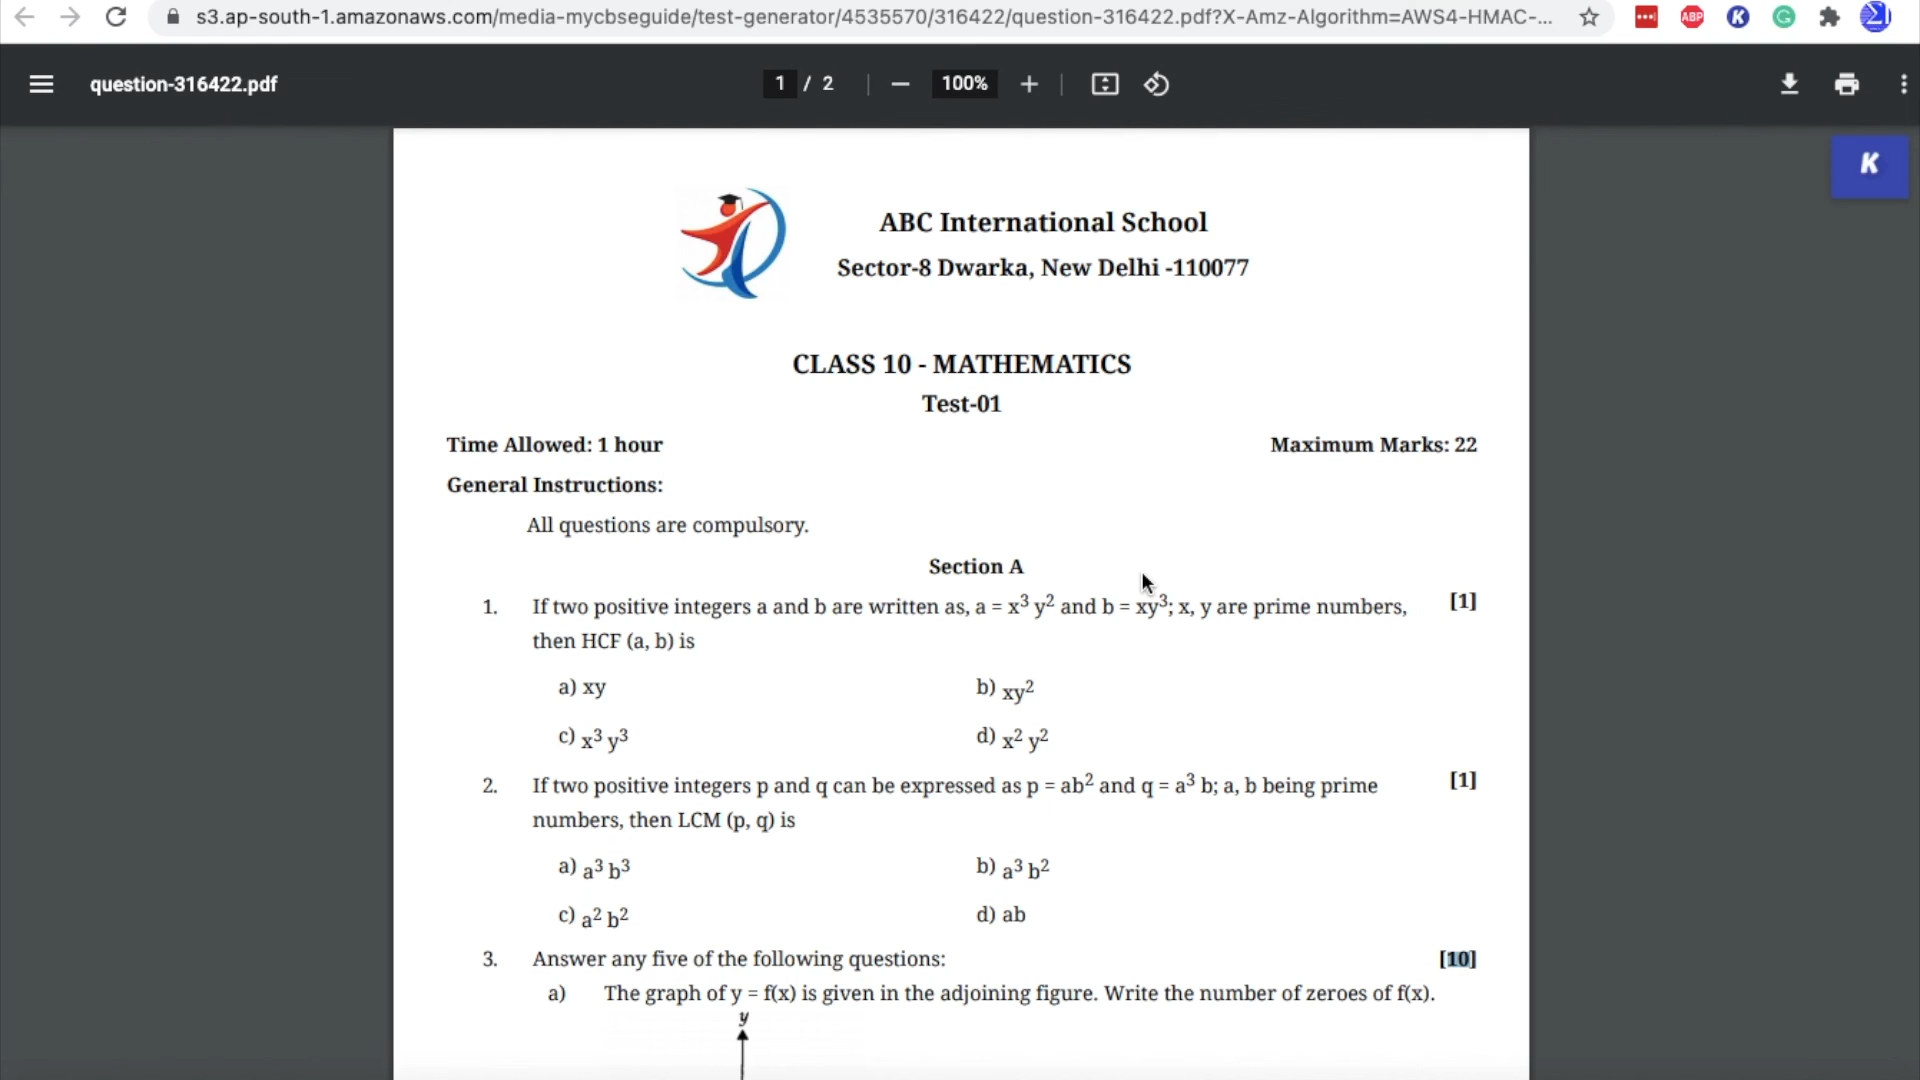 s3.ap-south-1.amazonaws.com/media-mycbseguide/test-generator/4535570/316422/question-316422.pdf?X-Amz-Algorithm=AWS4-HMAC-...
ABP
K
G
question-316422.pdf
1 / 2
100%
K
ABC International School
Sector-8 Dwarka, New Delhi -110077
CLASS 10 - MATHEMATICS
Test-01
Time Allowed: 1 hour Maximum Marks: 22
General Instructions:
All questions are compulsory.
Section A
1. If two positive integers a and b are written as, a = x³ y² and b = xy³; x, y are prime numbers, [1]
then HCF (a, b) is
a) xy b) xy²
c) x³ y³ d) x² y²
2. If two positive integers p and q can be expressed as p = ab² and q = a³ b; a, b being prime [1]
numbers, then LCM (p, q) is
a) a³ b³ b) a³ b²
c) a² b² d) ab
3. Answer any five of the following questions: [10]
a) The graph of y = f(x) is given in the adjoining figure. Write the number of zeroes of f(x).
y